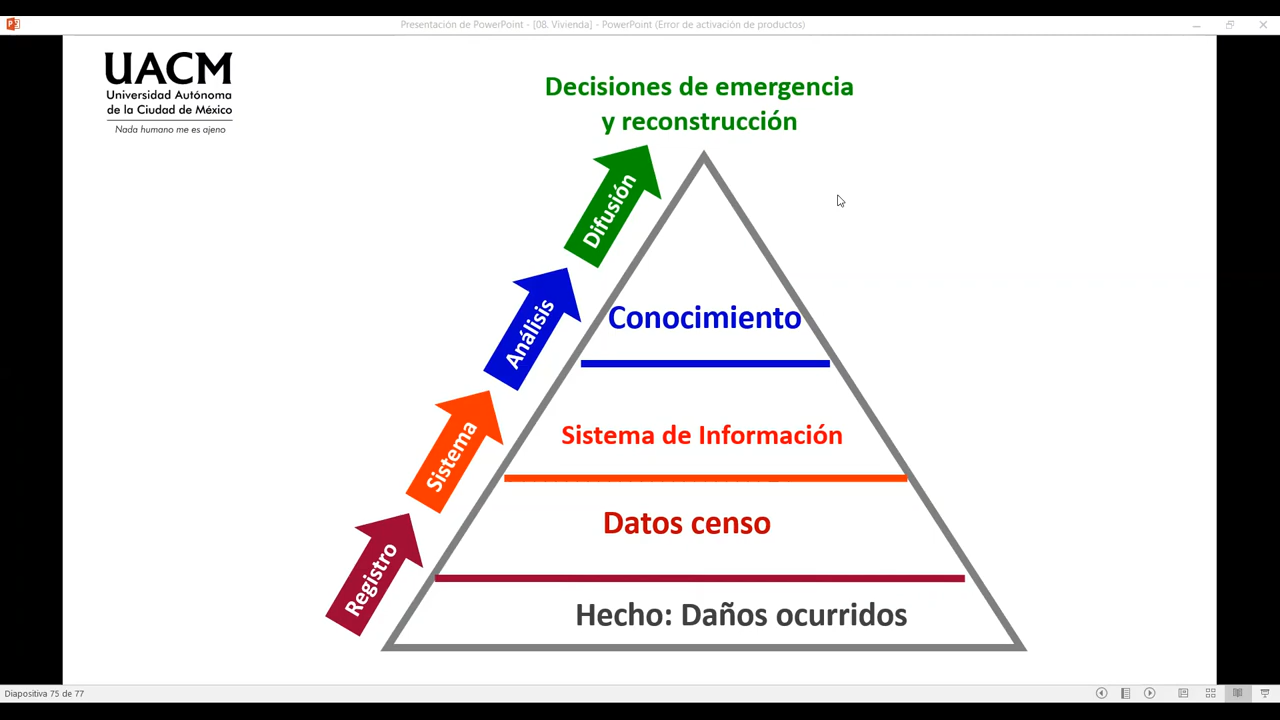 Presentación de PowerPoint - [08. Vivienda] - PowerPoint (Error de activación de productos)
UACM
Universidad Autónoma
de la Ciudad de México
Nada humano me es ajeno
Decisiones de emergencia
y reconstrucción
Difusión
Análisis
Conocimiento
Sistema
Sistema de Información
Datos censo
Registro
Hecho: Daños ocurridos
Diapositiva 75 de 77